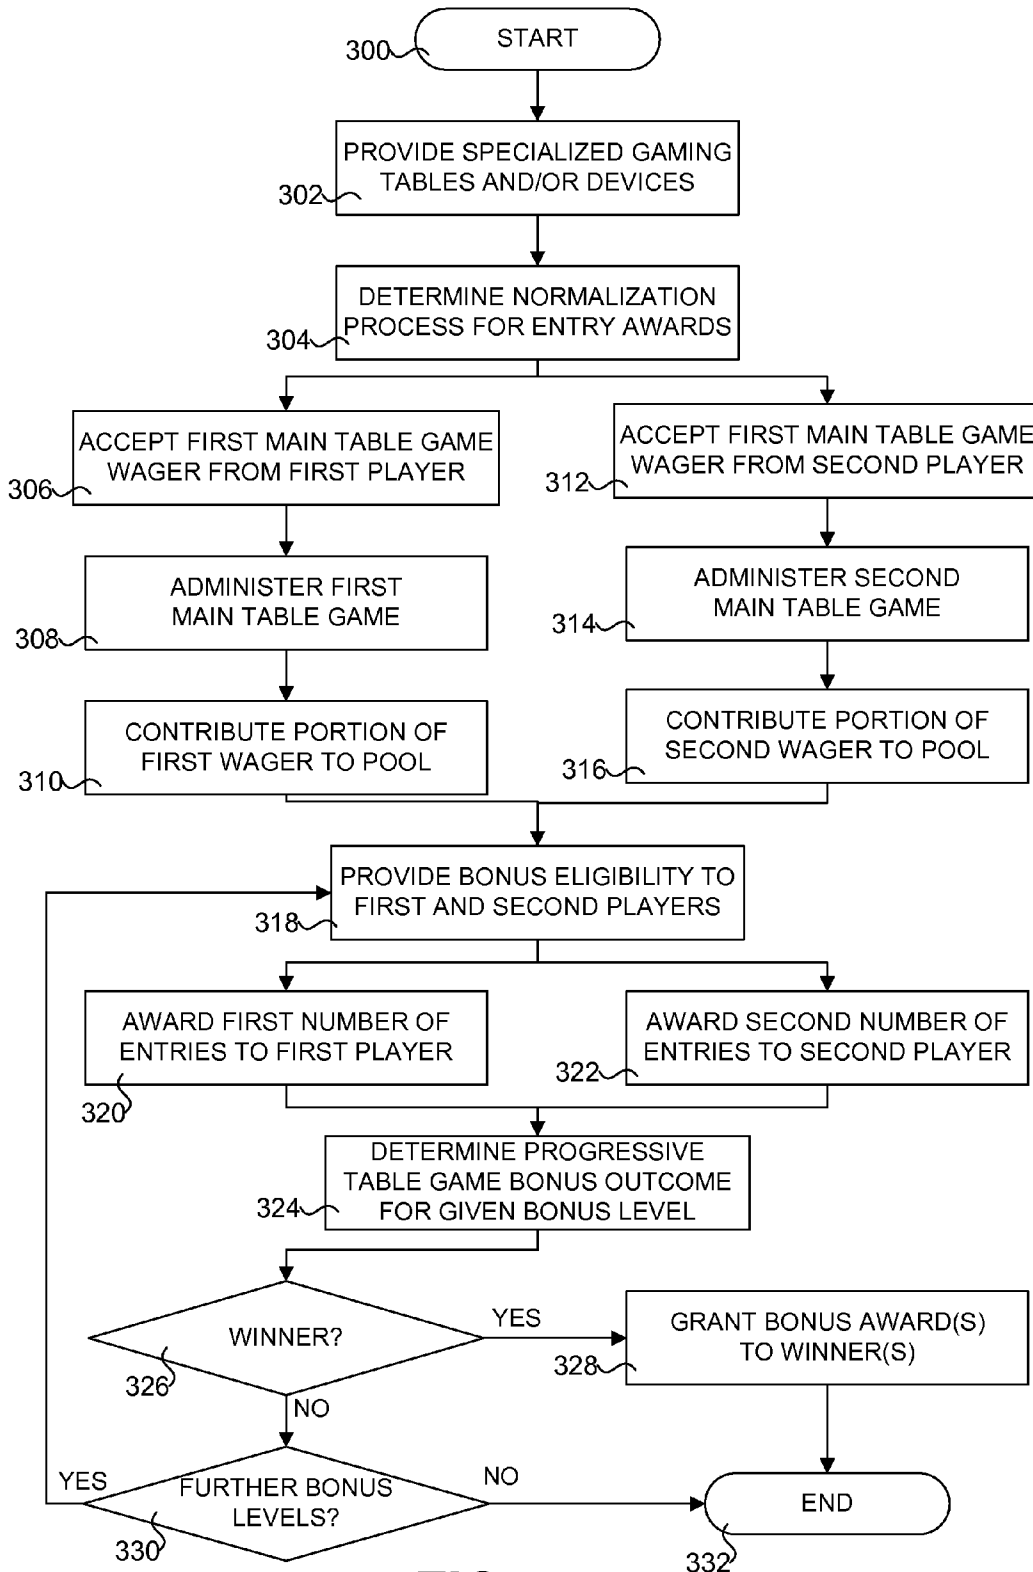 START
300
PROVIDE SPECIALIZED GAMING
TABLES AND/OR DEVICES
302
DETERMINE NORMALIZATION
PROCESS FOR ENTRY AWARDS
304
ACCEPT FIRST MAIN TABLE GAME
WAGER FROM FIRST PLAYER
306
ACCEPT FIRST MAIN TABLE GAME
WAGER FROM SECOND PLAYER
312
ADMINISTER FIRST
MAIN TABLE GAME
308
ADMINISTER SECOND
MAIN TABLE GAME
314
CONTRIBUTE PORTION OF
FIRST WAGER TO POOL
310
CONTRIBUTE PORTION OF
SECOND WAGER TO POOL
316
PROVIDE BONUS ELIGIBILITY TO
FIRST AND SECOND PLAYERS
318
AWARD FIRST NUMBER OF
ENTRIES TO FIRST PLAYER
320
AWARD SECOND NUMBER OF
ENTRIES TO SECOND PLAYER
322
DETERMINE PROGRESSIVE
TABLE GAME BONUS OUTCOME
FOR GIVEN BONUS LEVEL
324
WINNER?
326
YES
GRANT BONUS AWARD(S)
TO WINNER(S)
328
NO
FURTHER BONUS
LEVELS?
330
YES
NO
END
332